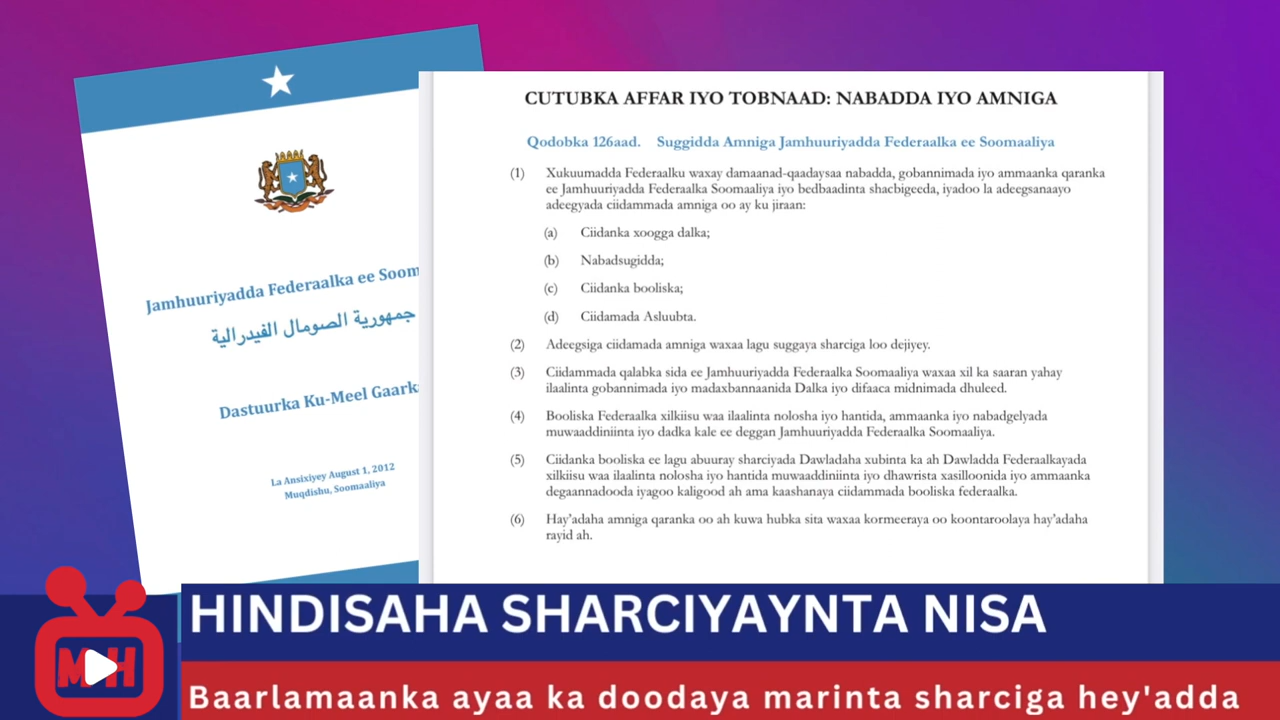 Jamhuuriyadda Federaalka ee Soom
جمهورية الصومال الفيدرالية
Dastuurka Ku-Meel Gaark
La Ansixiyey August 1, 2012
Muqdishu, Soomaaliya
CUTUBKA AFFAR IYO TOBNAAD: NABADDA IYO AMNIGA
Qodobka 126aad. Suggidda Amniga Jamhuuriyadda Federaalka ee Soomaaliya
(1) Xukuumadda Federaalku waxay damaanad-qaadaysaa nabadda, gobannimada iyo ammaanka qaranka
ee Jamhuuriyadda Federaalka Soomaaliya iyo bedbaadinta shacbigeeda, iyadoo la adeegsanaayo
adeegyada ciidammada amniga oo ay ku jiraan:
(a) Ciidanka xoogga dalka;
(b) Nabadsugidda;
(c) Ciidanka booliska;
(d) Ciidamada Asluubta.
(2) Adeegsiga ciidamada amniga waxaa lagu suggaya sharciga loo dejiyey.
(3) Ciidammada qalabka sida ee Jamhuuriyadda Federaalka Soomaaliya waxaa xil ka saaran yahay
ilaalinta gobannimada iyo madaxbannaanida Dalka iyo difaaca midnimada dhuleed.
(4) Booliska Federaalka xilkiisu waa ilaalinta nolosha iyo hantida, ammaanka iyo nabadgelyada
muwaaddiniinta iyo dadka kale ee deggan Jamhuuriyadda Federaalka Soomaaliya.
(5) Ciidanka booliska ee lagu abuuray sharciyada Dawladaha xubinta ka ah Dawladda Federaalkayada
xilkiisu waa ilaalinta nolosha iyo hantida muwaaddiniinta iyo dhawrista xasilloonida iyo ammaanka
degaannadooda iyagoo kaligood ah ama kaashanaya ciidammada booliska federaalka.
(6) Hay'adaha amniga qaranka oo ah kuwa hubka sita waxaa kormeeraya oo koontaroolaya hay'adaha
rayid ah.
HINDISAHA SHARCIYAYNTA NISA
Baarlamaanka ayaa ka doodaya marinta sharciga hey'adda